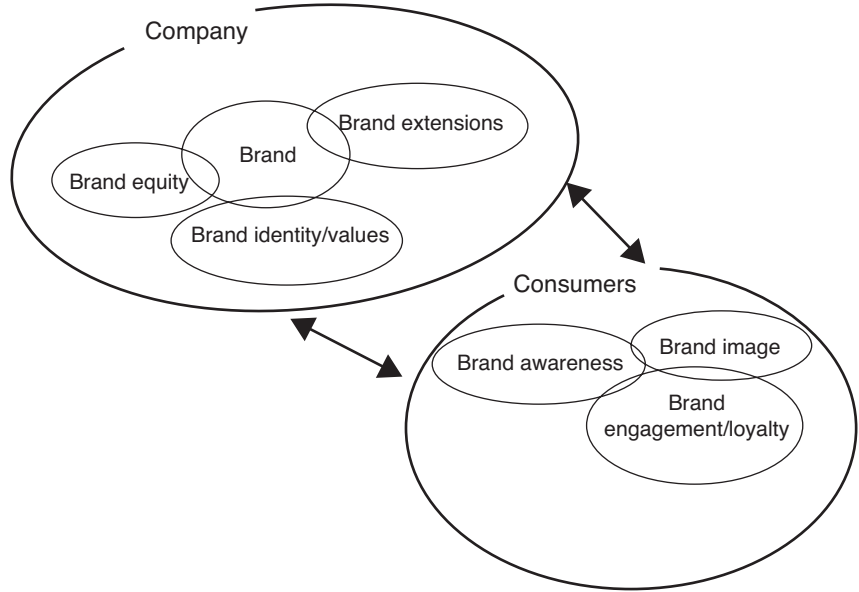 Company
Brand extensions
Brand
Brand equity
Brand identity/values
Consumers
Brand awareness
Brand image
Brand
engagement/loyalty